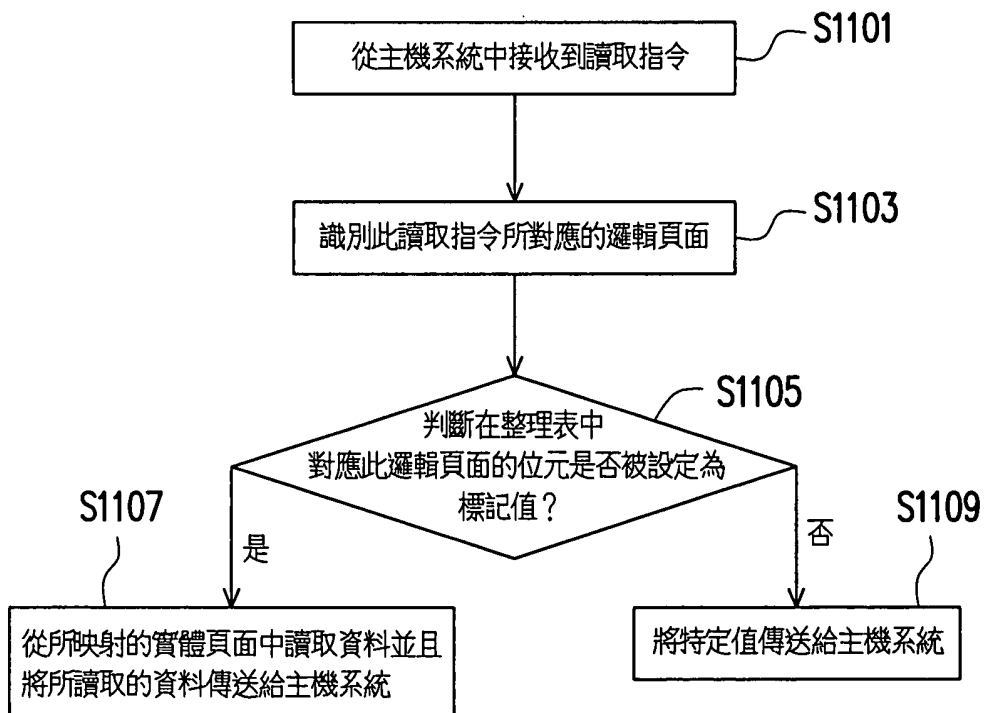 S1101
從主機系統中接收到讀取指令
S1103
識別此讀取指令所對應的邏輯頁面
S1105
判斷在整理表中
對應此邏輯頁面的位元是否被設定為
標記值？
S1107
是
否
S1109
從所映射的實體頁面中讀取資料並且
將所讀取的資料傳送給主機系統
將特定值傳送給主機系統